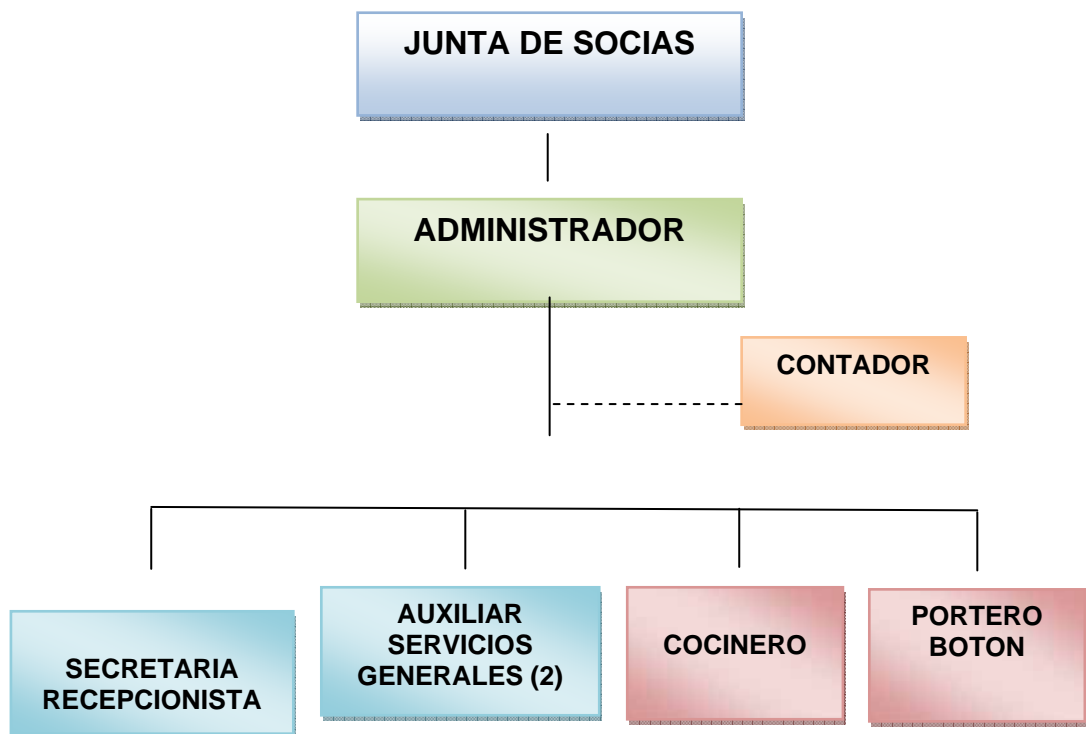 JUNTA DE SOCIAS
ADMINISTRADOR
CONTADOR
SECRETARIA
RECEPCIONISTA
AUXILIAR
SERVICIOS
GENERALES (2)
COCINERO
PORTERO
BOTON